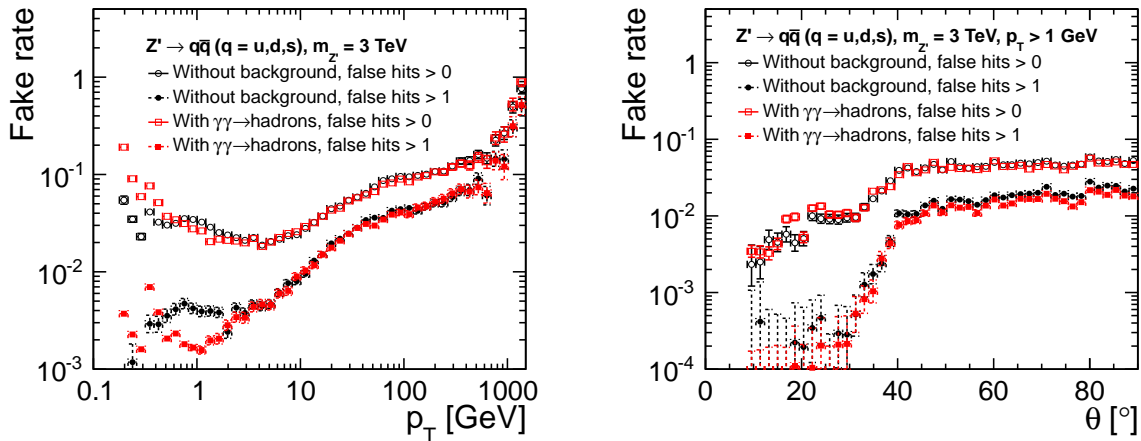 Fake rate
Z' → qq̅ (q = u,d,s), m_Z' = 3 TeV
Without background, false hits > 0
Without background, false hits > 1
With γγ→hadrons, false hits > 0
With γγ→hadrons, false hits > 1
1
10⁻¹
10⁻²
10⁻³
0.1 1 10 100 1000
p_T [GeV]
Fake rate
Z' → qq̅ (q = u,d,s), m_Z' = 3 TeV, p_T > 1 GeV
Without background, false hits > 0
Without background, false hits > 1
With γγ→hadrons, false hits > 0
With γγ→hadrons, false hits > 1
1
10⁻¹
10⁻²
10⁻³
10⁻⁴
0 20 40 60 80
θ [°]